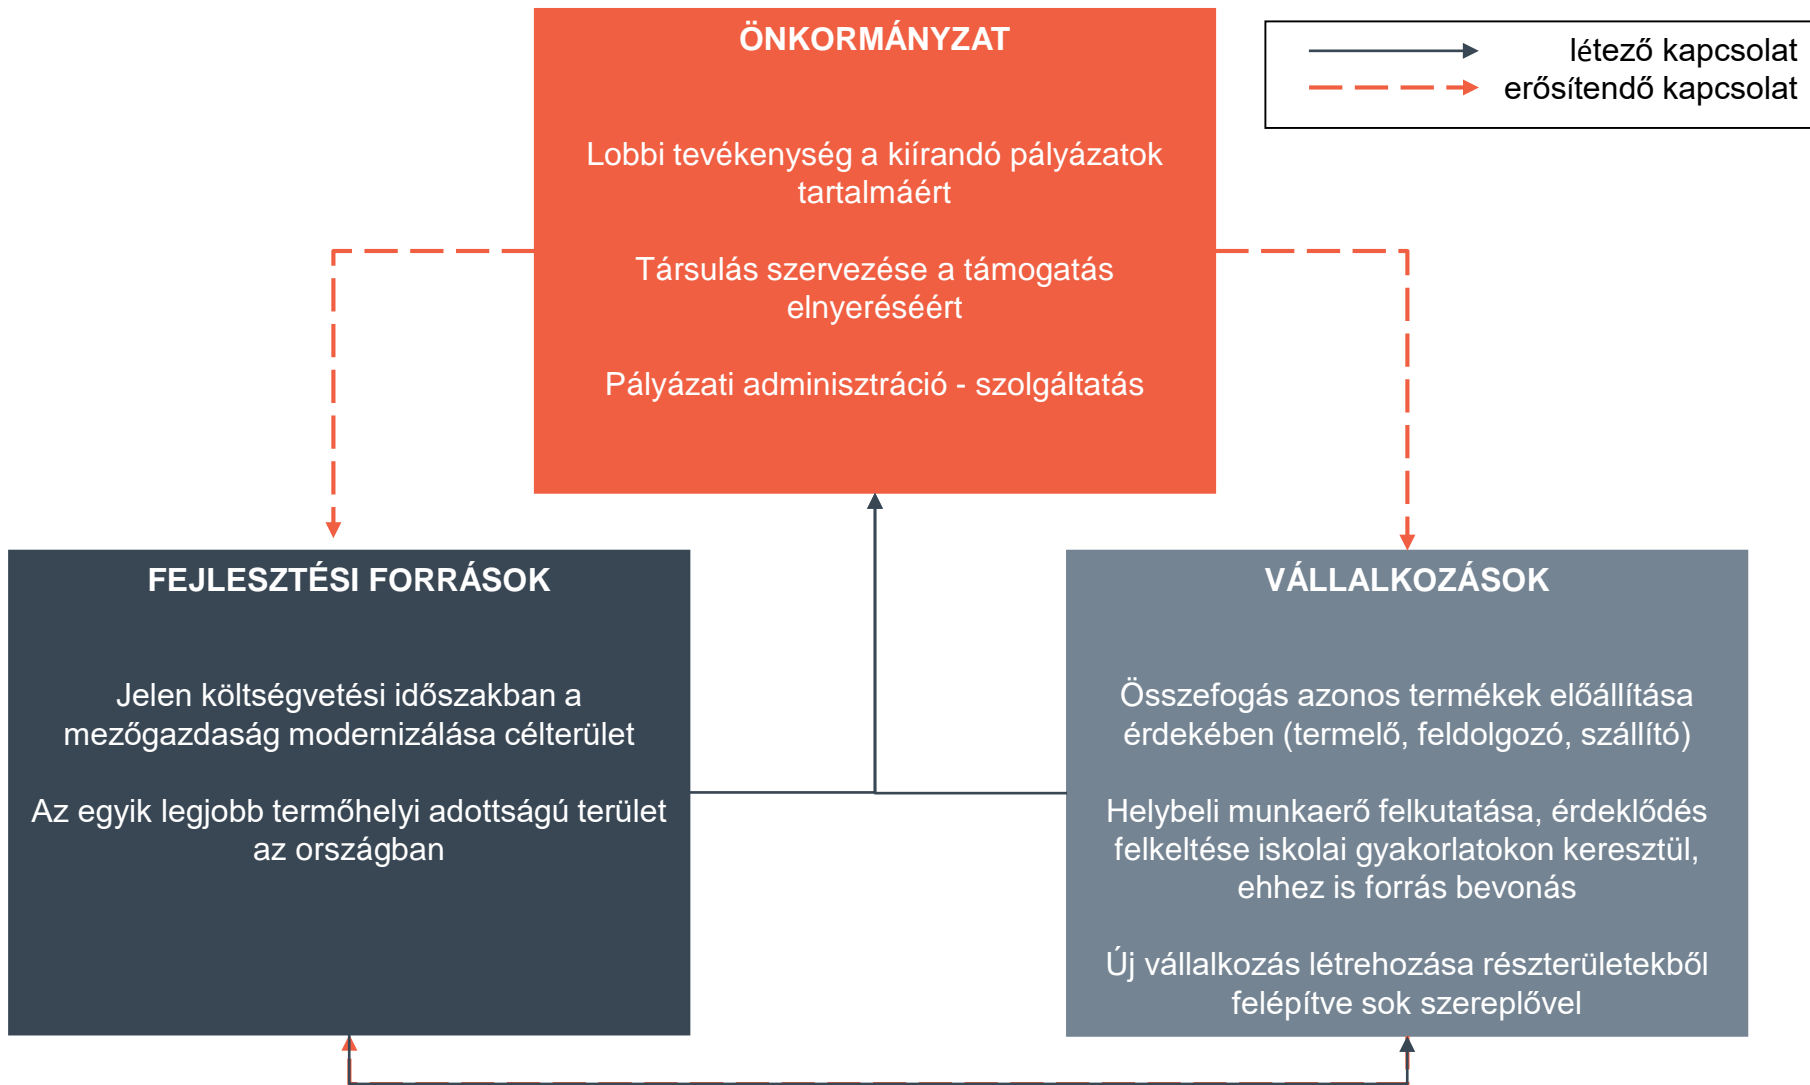 ÖNKORMÁNYZAT
Lobbi tevékenység a kiírandó pályázatok
tartalmáért
Társulás szervezése a támogatás
elnyeréséért
Pályázati adminisztráció - szolgáltatás
létező kapcsolat
erősítendő kapcsolat
FEJLESZTÉSI FORRÁSOK
Jelen költségvetési időszakban a
mezőgazdaság modernizálása célterület
Az egyik legjobb termőhelyi adottságú terület
az országban
VÁLLALKOZÁSOK
Összefogás azonos termékek előállítása
érdekében (termelő, feldolgozó, szállító)
Helybeli munkaerő felkutatása, érdeklődés
felkeltése iskolai gyakorlatokon keresztül,
ehhez is forrás bevonás
Új vállalkozás létrehozása részterületekből
felépítve sok szereplővel